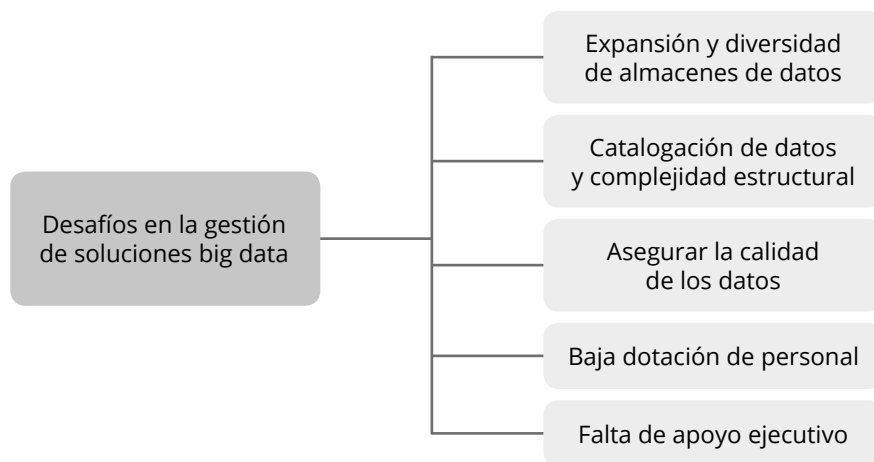 Desafíos en la gestión
de soluciones big data
Expansión y diversidad
de almacenes de datos
Catalogación de datos
y complejidad estructural
Asegurar la calidad
de los datos
Baja dotación de personal
Falta de apoyo ejecutivo